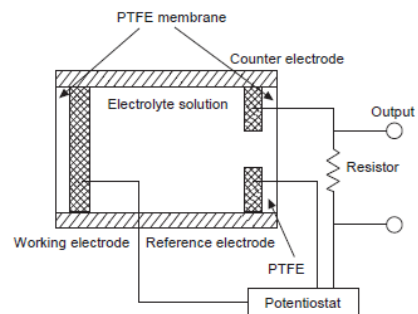 PTFE membrane
Counter electrode
Electrolyte solution
Output
Resistor
Working electrode
Reference electrode
PTFE
Potentiostat